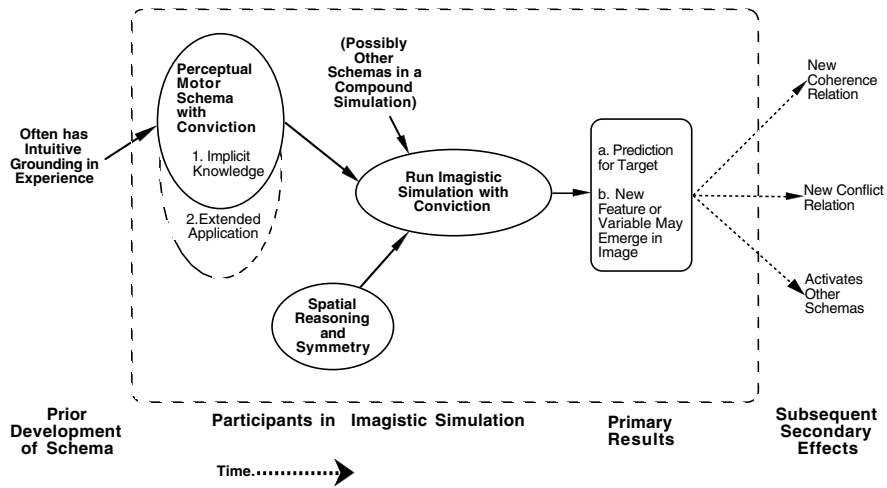 Often has
Intuitive
Grounding in
Experience
Perceptual
Motor
Schema
with
Conviction
1. Implicit
Knowledge
2.Extended
Application
(Possibly
Other
Schemas in a
Compound
Simulation)
Run Imagistic
Simulation with
Conviction
Spatial
Reasoning
and
Symmetry
a. Prediction
for Target
b. New
Feature or
Variable May
Emerge in
Image
New
Coherence
Relation
New Conflict
Relation
Activates
Other
Schemas
Prior
Development
of Schema
Participants in Imagistic Simulation
Primary
Results
Subsequent
Secondary
Effects
Time.